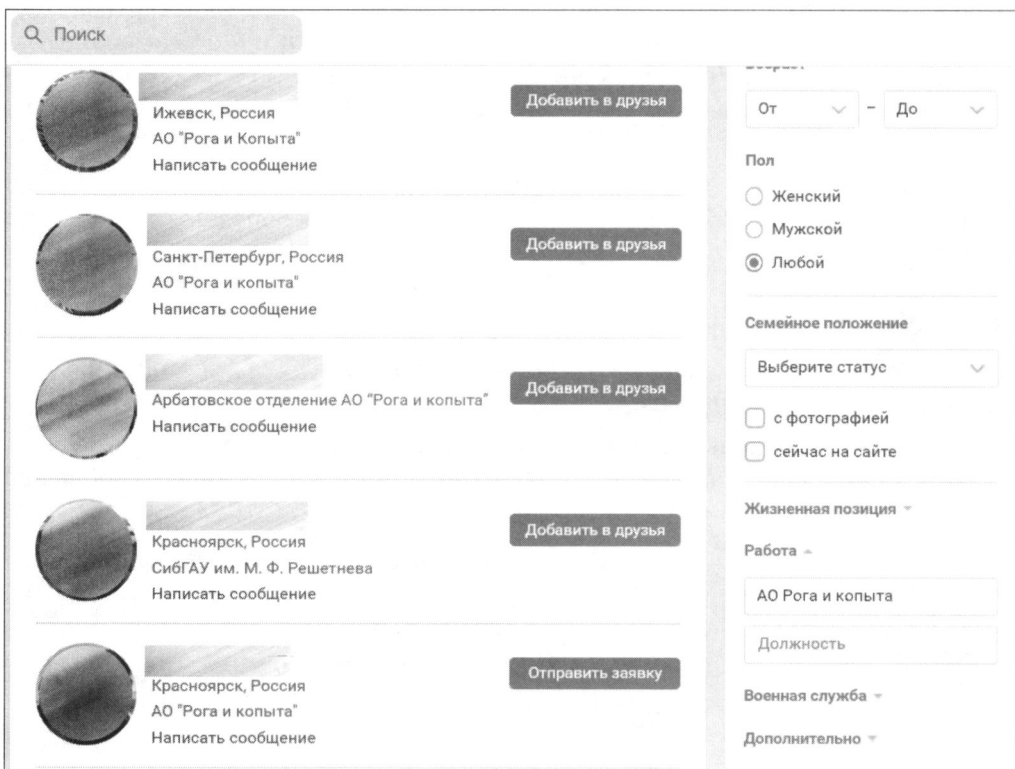 Поиск
Ижевск, Россия
АО "Рога и Копыта"
Написать сообщение
Добавить в друзья
Санкт-Петербург, Россия
АО "Рога и копыта"
Написать сообщение
Добавить в друзья
Арбатовское отделение АО "Рога и копыта"
Написать сообщение
Добавить в друзья
Красноярск, Россия
СибГАУ им. М. Ф. Решетнева
Написать сообщение
Добавить в друзья
Красноярск, Россия
АО "Рога и копыта"
Написать сообщение
Отправить заявку
От – До
Пол
Женский
Мужской
Любой
Семейное положение
Выберите статус
с фотографией
сейчас на сайте
Жизненная позиция
Работа
АО Рога и копыта
Должность
Военная служба
Дополнительно